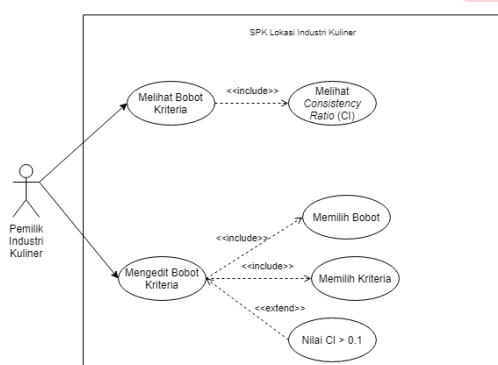 SPK Lokasi Industri Kuliner
Melihat Bobot
Kriteria
<<include>>
Melihat
Consistency
Ratio (CI)
Pemilik
Industri
Kuliner
Memilih Bobot
<<include>>
Mengedit Bobot
Kriteria
<<include>>
Memilih Kriteria
<<extend>>
Nilai CI > 0.1